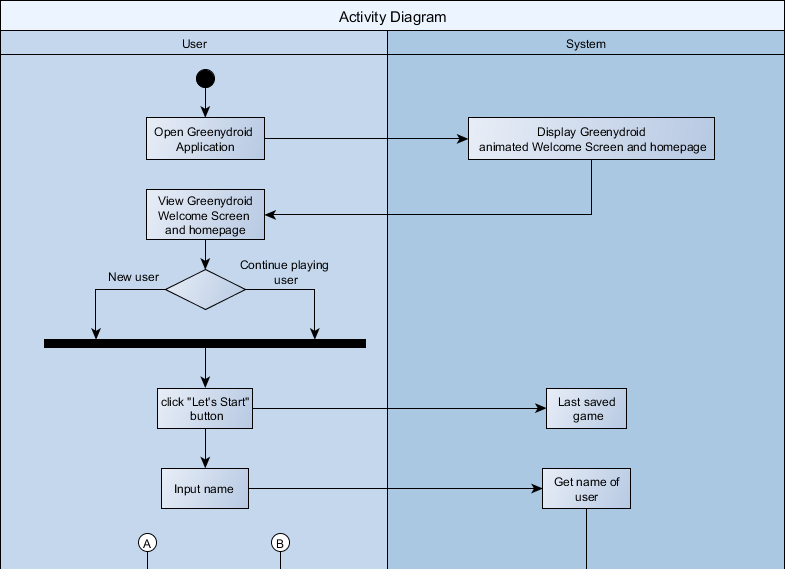 Activity Diagram
User
System
Open Greenydroid
Application
Display Greenydroid
animated Welcome Screen and homepage
View Greenydroid
Welcome Screen
and homepage
New user
Continue playing
user
click "Let's Start"
button
Last saved
game
Input name
Get name of
user
A
B